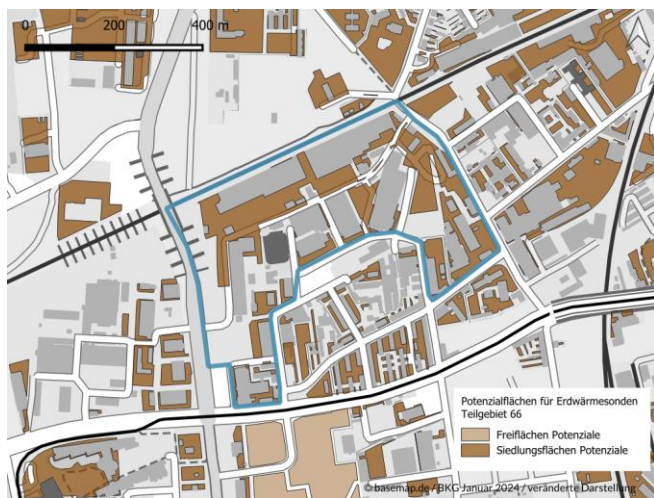 0 200 400 m
Potenzialflächen für Erdwärmesonden
Teilgebiet 66
Freiflächen Potenziale
Siedlungsflächen Potenziale
© basemap.de / BKG Januar 2024 / veränderte Darstellung